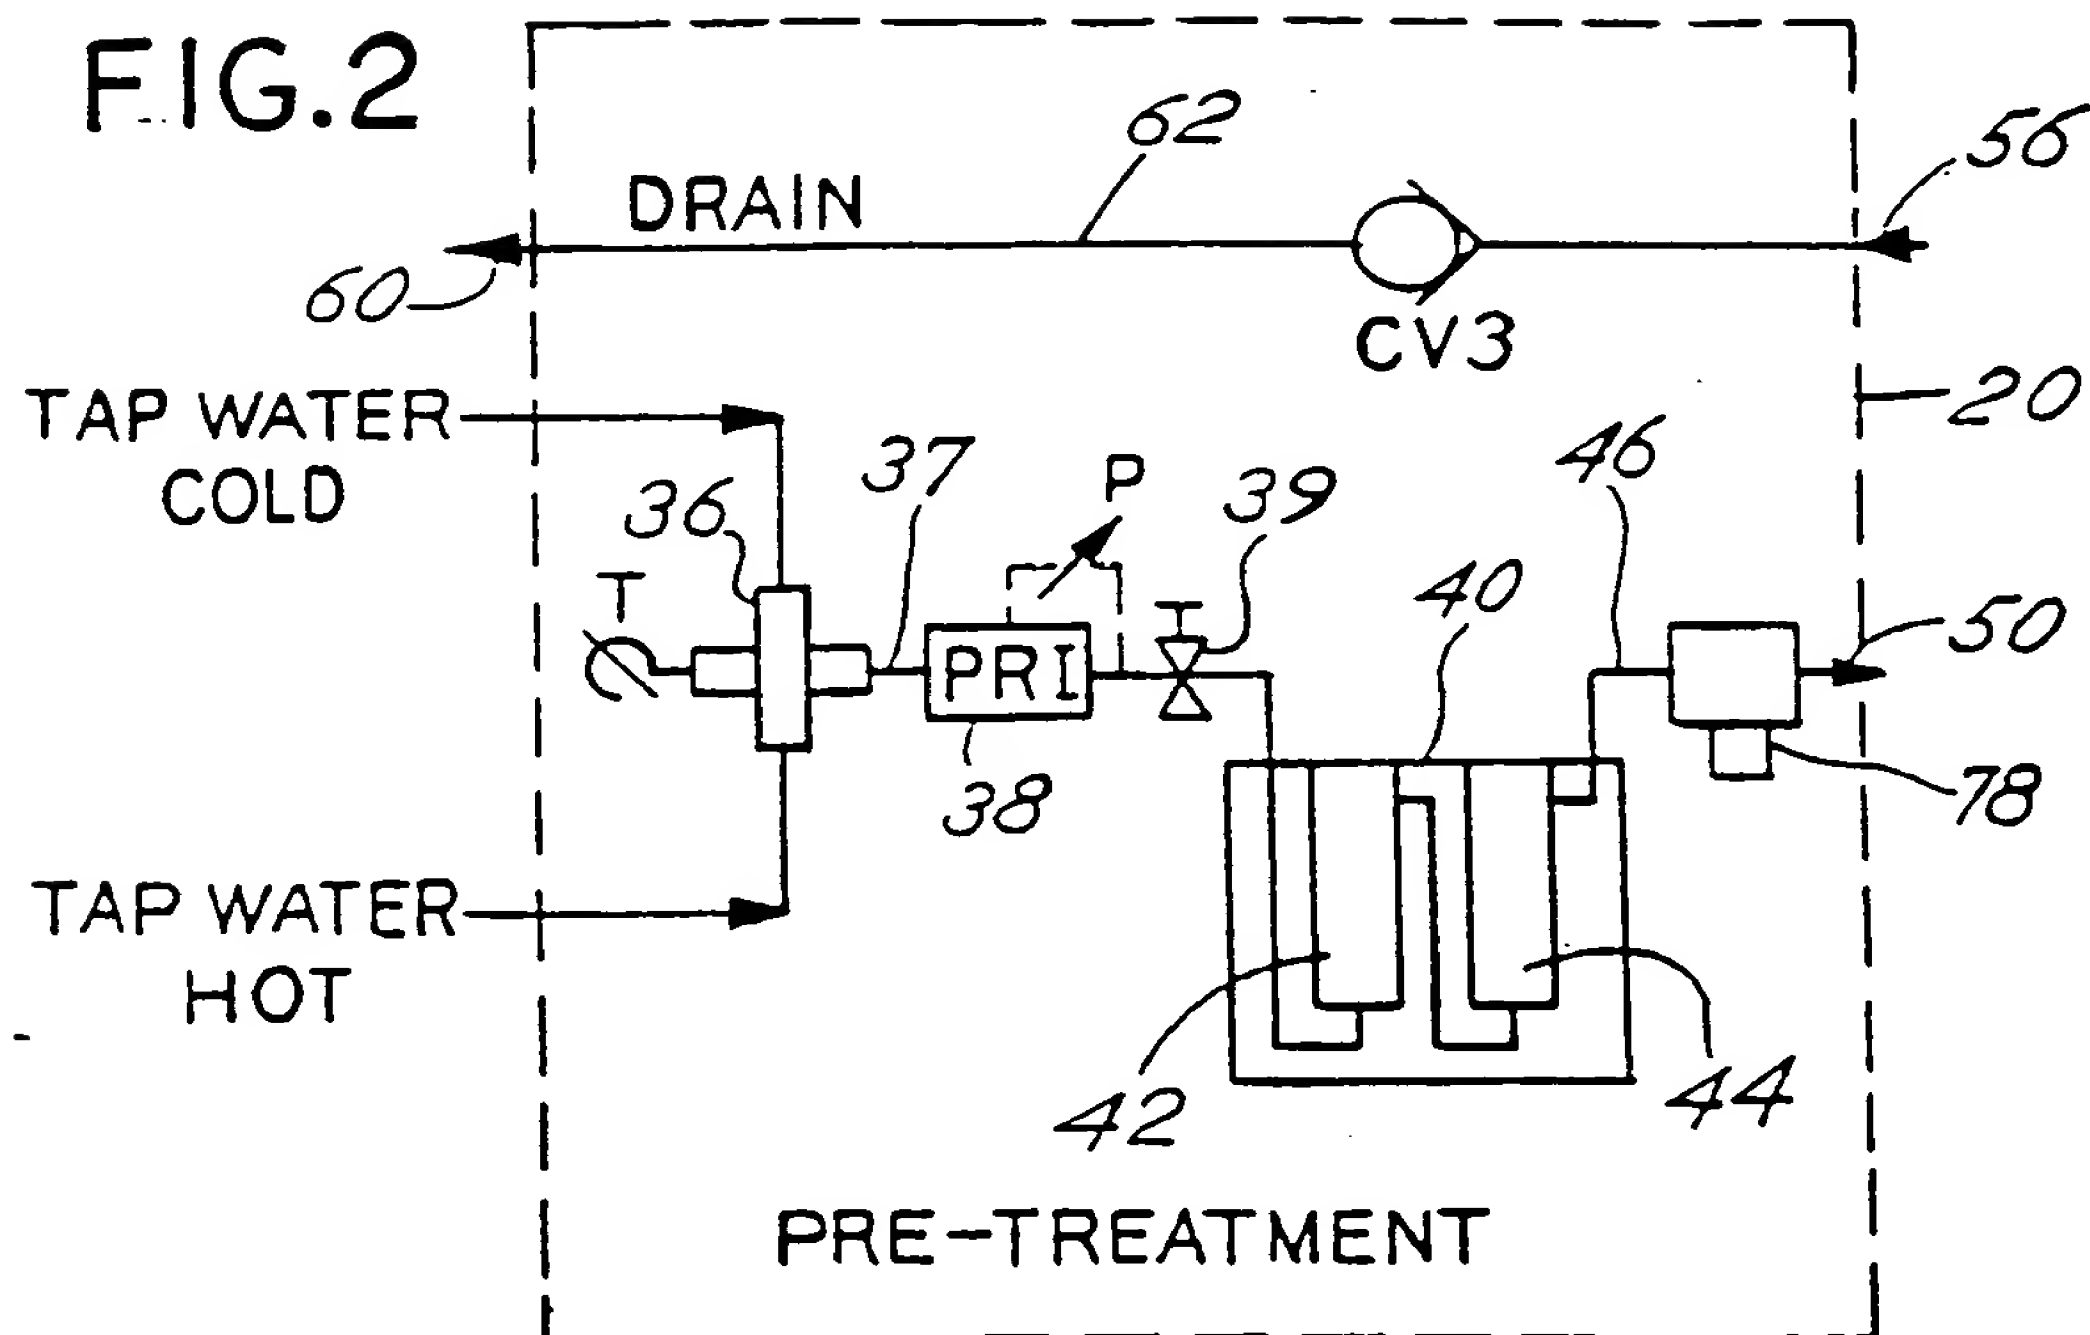 FIG.2
62
56
DRAIN
60
CV3
20
TAP WATER
COLD
36
37
P
39
46
T
40
50
PRI
38
78
TAP WATER
HOT
42
44
PRE-TREATMENT